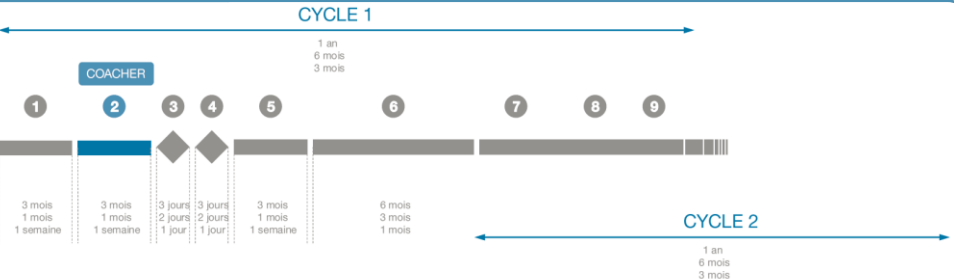 CYCLE 1
1 an
6 mois
3 mois
COACHER
1 2 3 4 5 6 7 8 9
3 mois 3 mois 3 jours 3 jours 3 mois 6 mois
1 mois 1 mois 2 jours 2 jours 1 mois 3 mois
1 semaine 1 semaine 1 jour 1 jour 1 semaine 1 mois
CYCLE 2
1 an
6 mois
3 mois